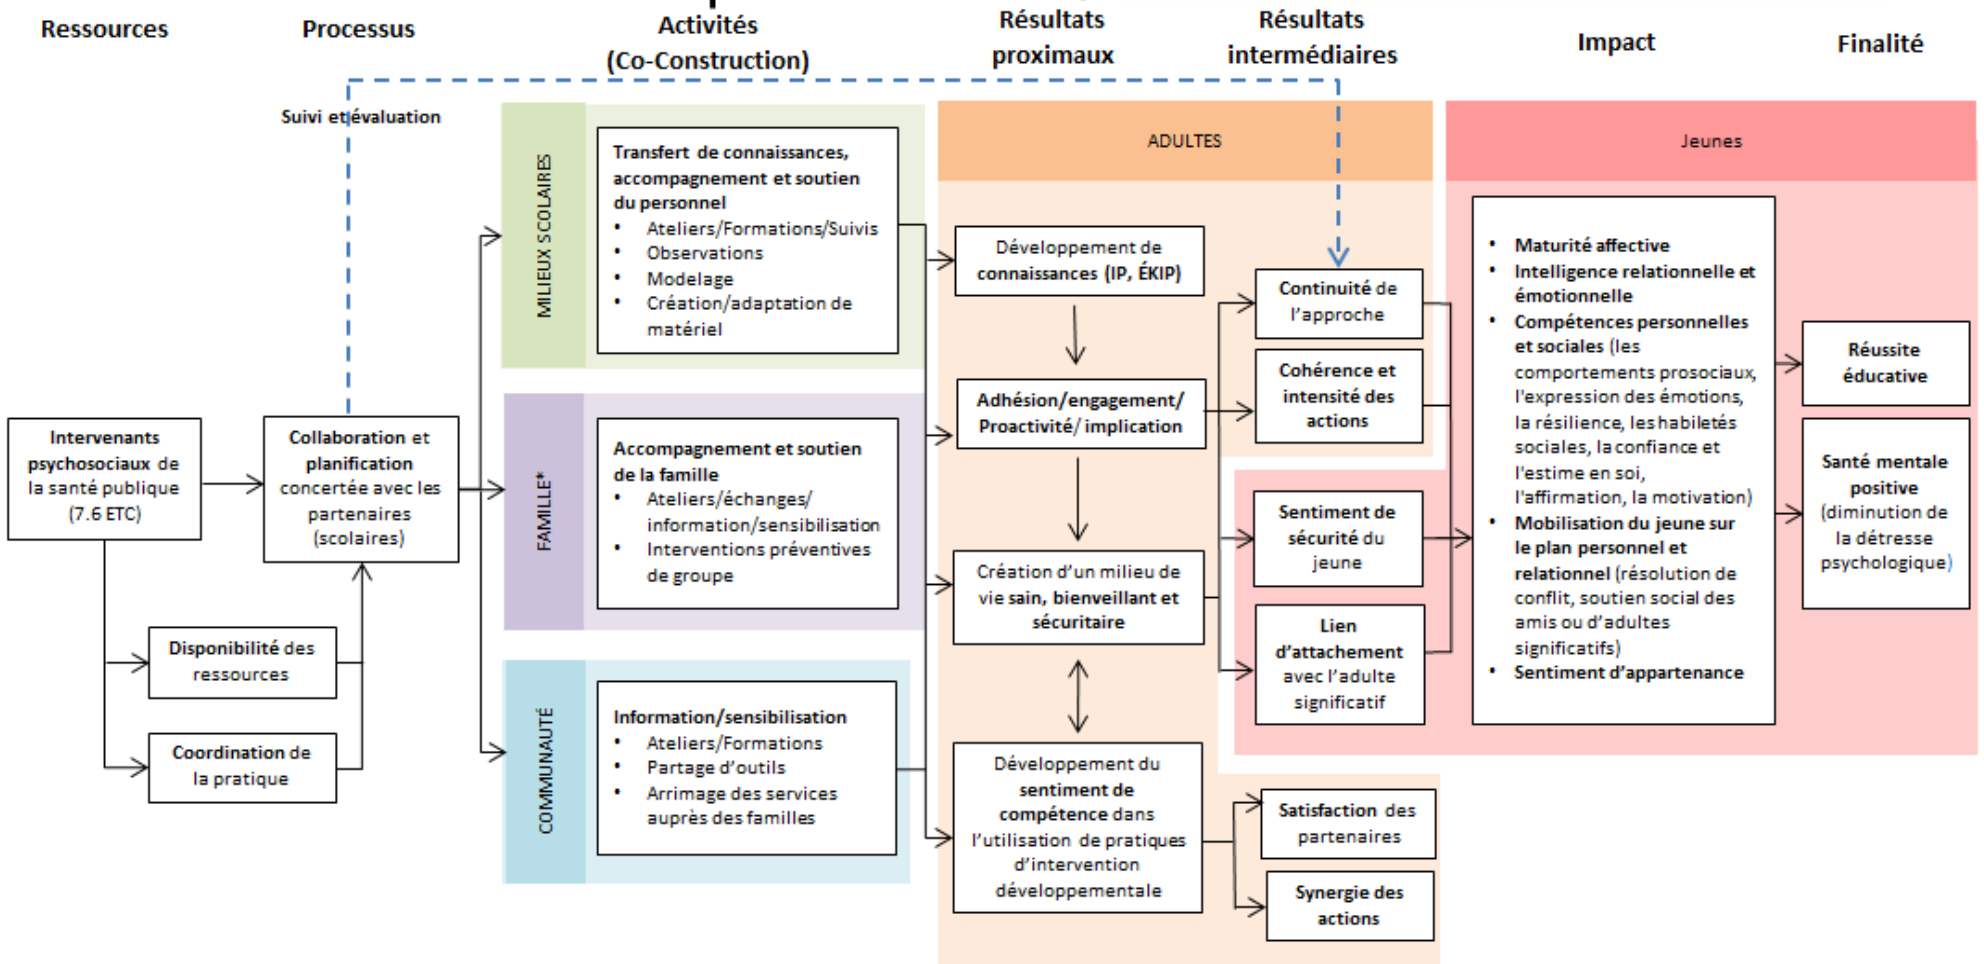 Ressources
Processus
Activités
(Co-Construction)
Résultats
proximaux
Résultats
intermédiaires
Impact
Finalité
Suivi et évaluation
Intervenants
psychosociaux de
la santé publique
(7.6 ETC)
Disponibilité des
ressources
Coordination de
la pratique
Collaboration et
planification
concertée avec les
partenaires
(scolaires)
MILIEUX SCOLAIRES
Transfert de connaissances,
accompagnement et soutien
du personnel
• Ateliers/Formations/Suivis
• Observations
• Modelage
• Création/adaptation de
matériel
FAMILLE*
Accompagnement et soutien
de la famille
• Ateliers/échanges/
information/sensibilisation
• Interventions préventives
de groupe
COMMUNAUTÉ
Information/sensibilisation
• Ateliers/Formations
• Partage d'outils
• Arrimage des services
auprès des familles
ADULTES
Développement de
connaissances (IP, ÉKIP)
Adhésion/engagement/
Proactivité/ implication
Création d'un milieu de
vie sain, bienveillant et
sécuritaire
Développement du
sentiment de
compétence dans
l'utilisation de pratiques
d'intervention
développementale
Continuité de
l'approche
Cohérence et
intensité des
actions
Sentiment de
sécurité du
jeune
Lien
d'attachement
avec l'adulte
significatif
Satisfaction des
partenaires
Synergie des
actions
Jeunes
• Maturité affective
• Intelligence relationnelle et
émotionnelle
• Compétences personnelles
et sociales (les
comportements prosociaux,
l'expression des émotions,
la résilience, les habiletés
sociales, la confiance et
l'estime en soi,
l'affirmation, la motivation)
• Mobilisation du jeune sur
le plan personnel et
relationnel (résolution de
conflit, soutien social des
amis ou d'adultes
significatifs)
• Sentiment d'appartenance
Réussite
éducative
Santé mentale
positive
(diminution de
la détresse
psychologique)